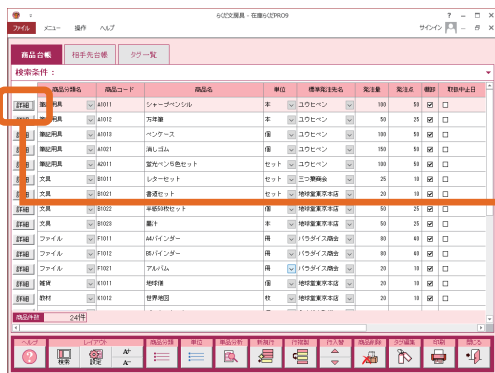 らくだ文房具 - 在庫らくだPRO9
ファイル メニュー 操作 ヘルプ サインイン
商品台帳 相手先台帳 タグ一覧
検索条件：
商品分類名 商品コード 商品名 単位 標準発注先名 発注量 発注点 取扱中止日
詳細 筆記用具 A1011 シャープペンシル 本 ユウヒペン 100 50
詳細 筆記用具 A1012 万年筆 本 ユウヒペン 50 25
詳細 筆記用具 A1013 ペンケース 個 ユウヒペン 100 50
詳細 筆記用具 A1021 消しゴム 個 ユウヒペン 100 50
詳細 筆記用具 A2011 蛍光ペン5色セット セット ユウヒペン 100 50
詳細 文具 B1011 レターセット セット 三つ葉商会 25 10
詳細 文具 B1021 書道セット セット 地球堂東京本店 20 10
詳細 文具 B1022 半紙50枚セット 個 地球堂東京本店 50 25
詳細 文具 B1023 墨汁 本 地球堂東京本店 50 25
詳細 ファイル F1011 A4バインダー 冊 パラダイス商会 80 40
詳細 ファイル F1012 B5バインダー 冊 パラダイス商会 80 40
詳細 ファイル F1021 アルバム 冊 パラダイス商会 20 10
詳細 雑貨 K1011 地球儀 個 地球堂東京本店 20 10
詳細 教材 K1012 世界地図 枚 地球堂東京本店 20 10
商品件数 24件
ヘルプ レイアウト 商品分類 単位 単品分析 新規行 行複製 行入替 商品削除 タグ編集 印刷 閉じる
検索 設定 A+ A-